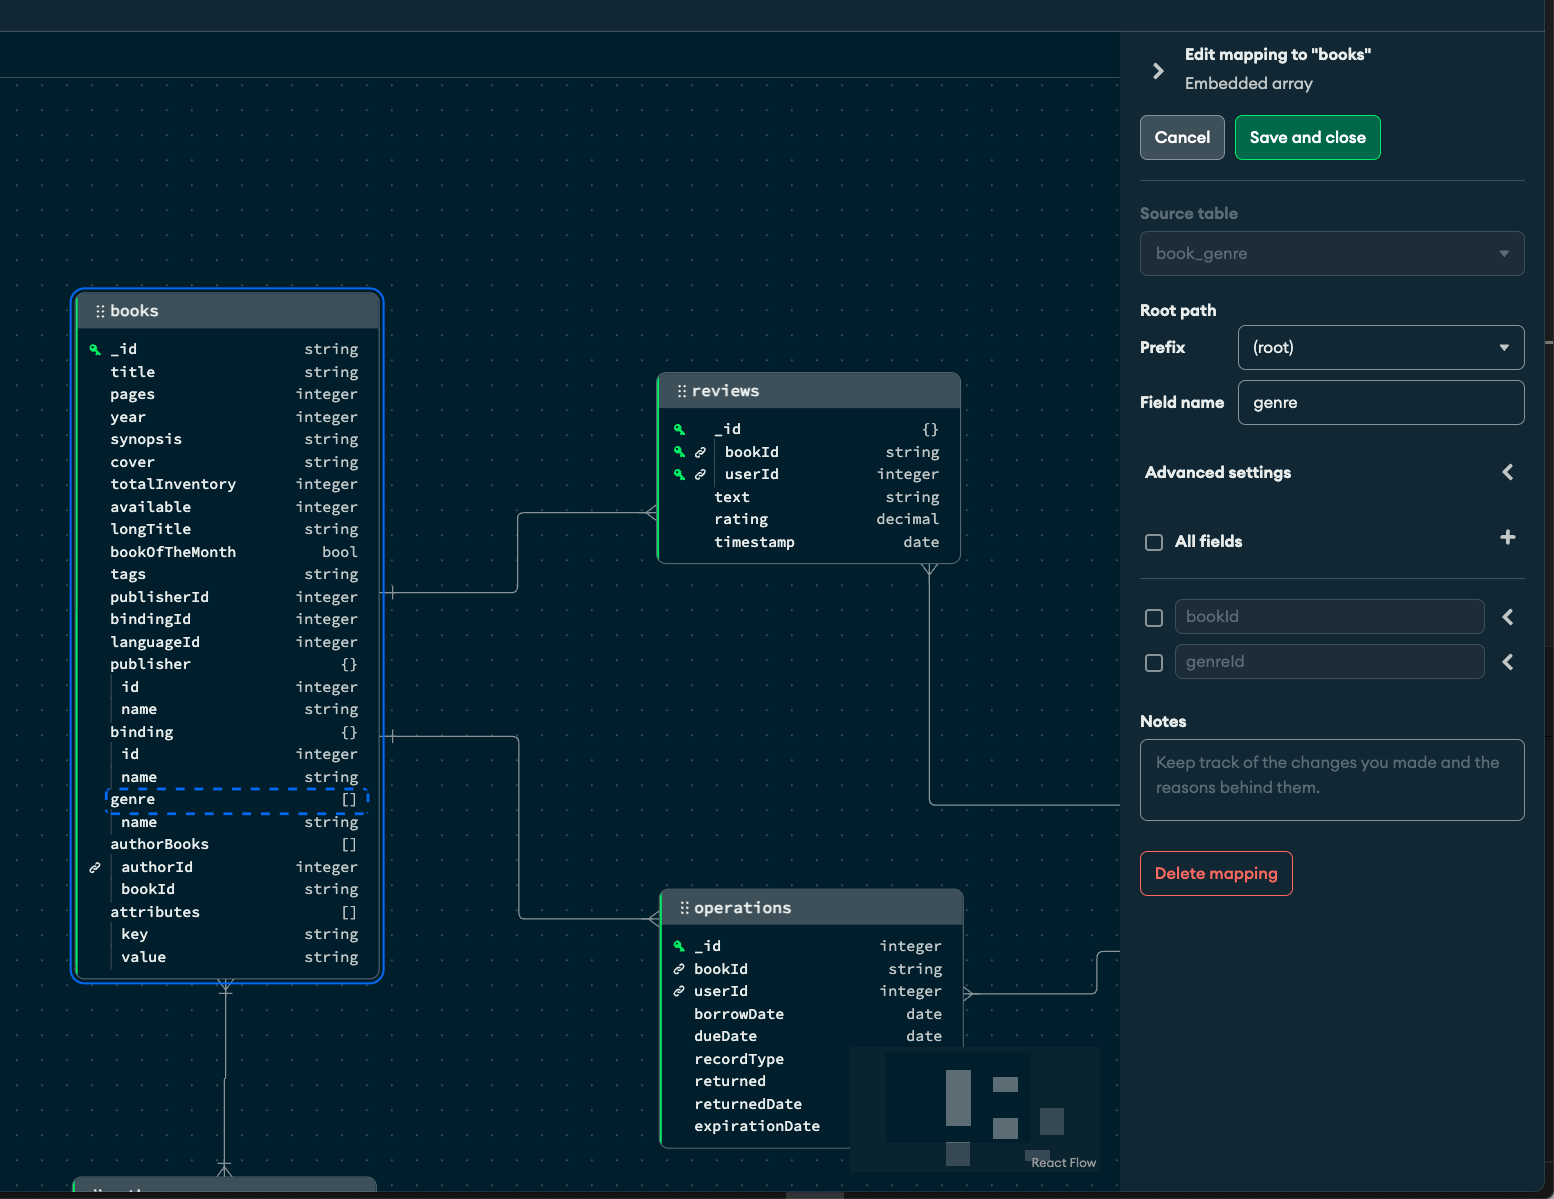 Edit mapping to "books"
Embedded array
Cancel
Save and close
Source table
book_genre
Root path
Prefix
(root)
Field name
genre
Advanced settings
All fields
bookId
genreId
Notes
Keep track of the changes you made and the
reasons behind them.
Delete mapping
books
_id string
title string
pages integer
year integer
synopsis string
cover string
totalInventory integer
available integer
longTitle string
bookOfTheMonth bool
tags string
publisherId integer
bindingId integer
languageId integer
publisher {}
id integer
name string
binding {}
id integer
name string
genre []
name string
authorBooks []
authorId integer
bookId string
attributes []
key string
value string
reviews
_id {}
bookId string
userId integer
text string
rating decimal
timestamp date
operations
_id integer
bookId string
userId integer
borrowDate date
dueDate date
recordType
returned
returnedDate
expirationDate
React Flow